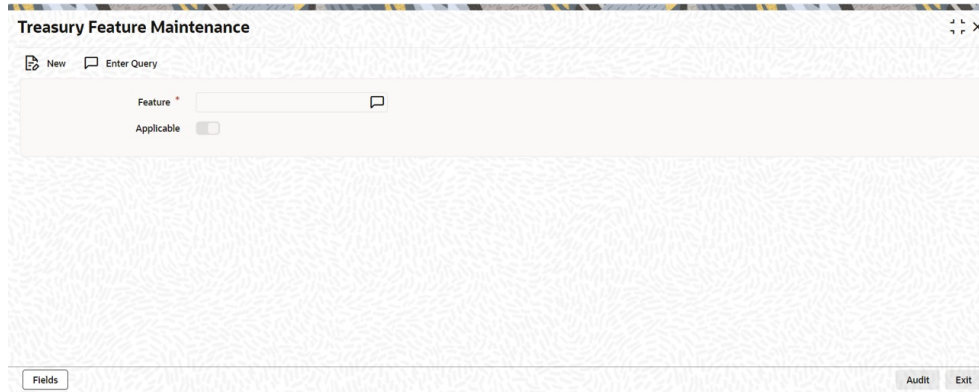 Treasury Feature Maintenance
New Enter Query
Feature *
Applicable
Fields Audit Exit